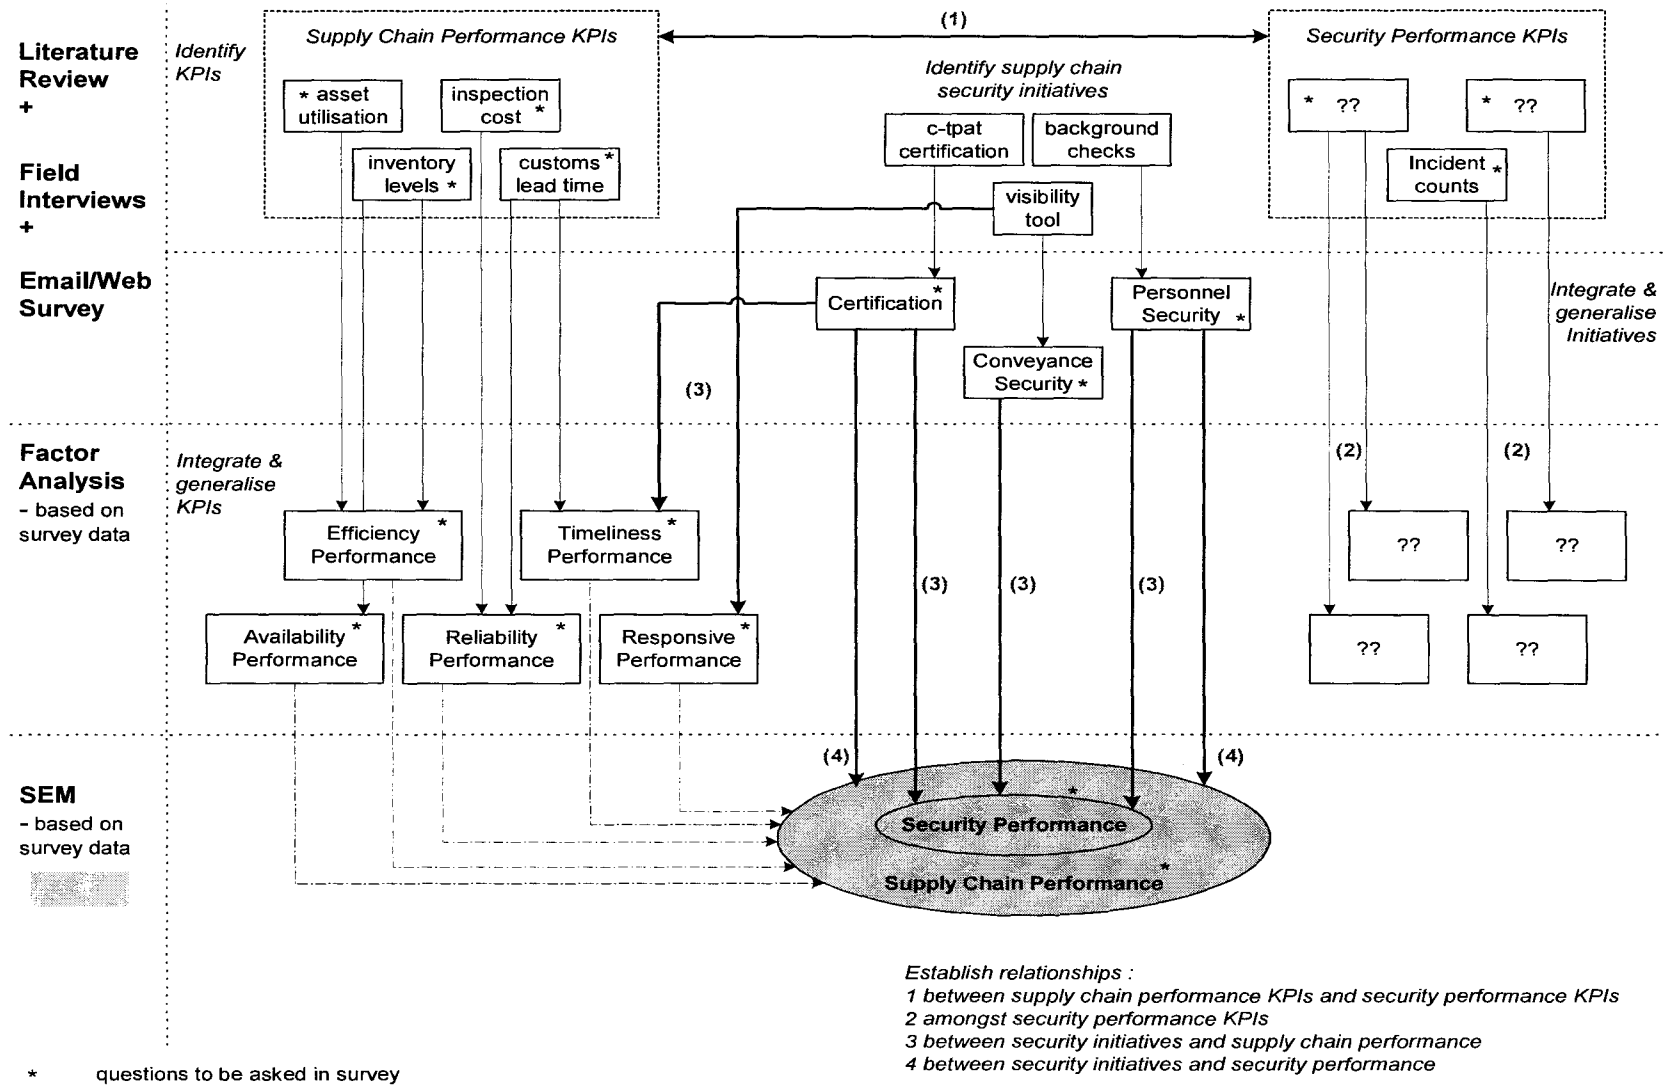 (1)
Literature
Review
+
Field
Interviews
+
Identify
KPIs
Supply Chain Performance KPIs
* asset
utilisation
inspection
cost *
inventory
levels *
customs *
lead time
Identify supply chain
security initiatives
c-tpat
certification
background
checks
visibility
tool
Security Performance KPIs
* ??
* ??
Incident *
counts
Email/Web
Survey
Certification *
Personnel
Security *
Conveyance
Security *
Integrate &
generalise
Initiatives
(3)
Factor
Analysis
- based on
survey data
Integrate &
generalise
KPIs
(2)
(2)
Efficiency *
Performance
Timeliness *
Performance
??
??
(3)
(3)
(3)
Availability *
Performance
Reliability *
Performance
Responsive *
Performance
??
??
(4)
(4)
SEM
- based on
survey data
*
Security Performance
Supply Chain Performance *
Establish relationships :
1 between supply chain performance KPIs and security performance KPIs
2 amongst security performance KPIs
3 between security initiatives and supply chain performance
4 between security initiatives and security performance
* questions to be asked in survey